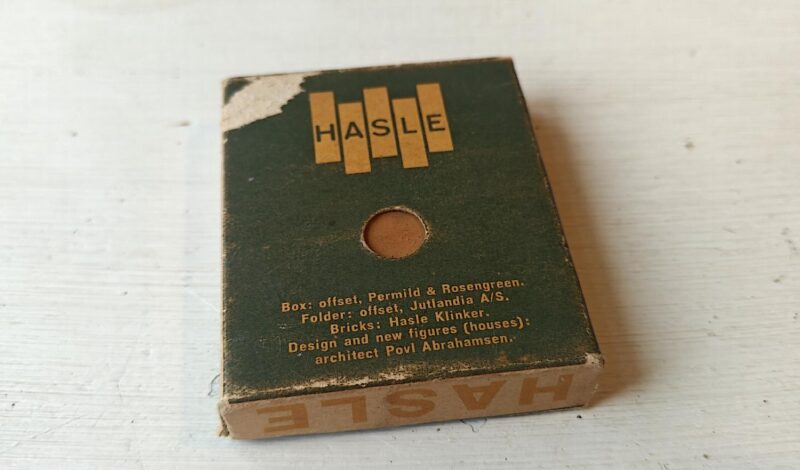 HASLE
Box: offset, Permild & Rosengreen.
Folder: offset, Jutlandia A/S.
Bricks: Hasle Klinker.
Design and new figures (houses):
architect Povl Abrahamsen.
HASLE